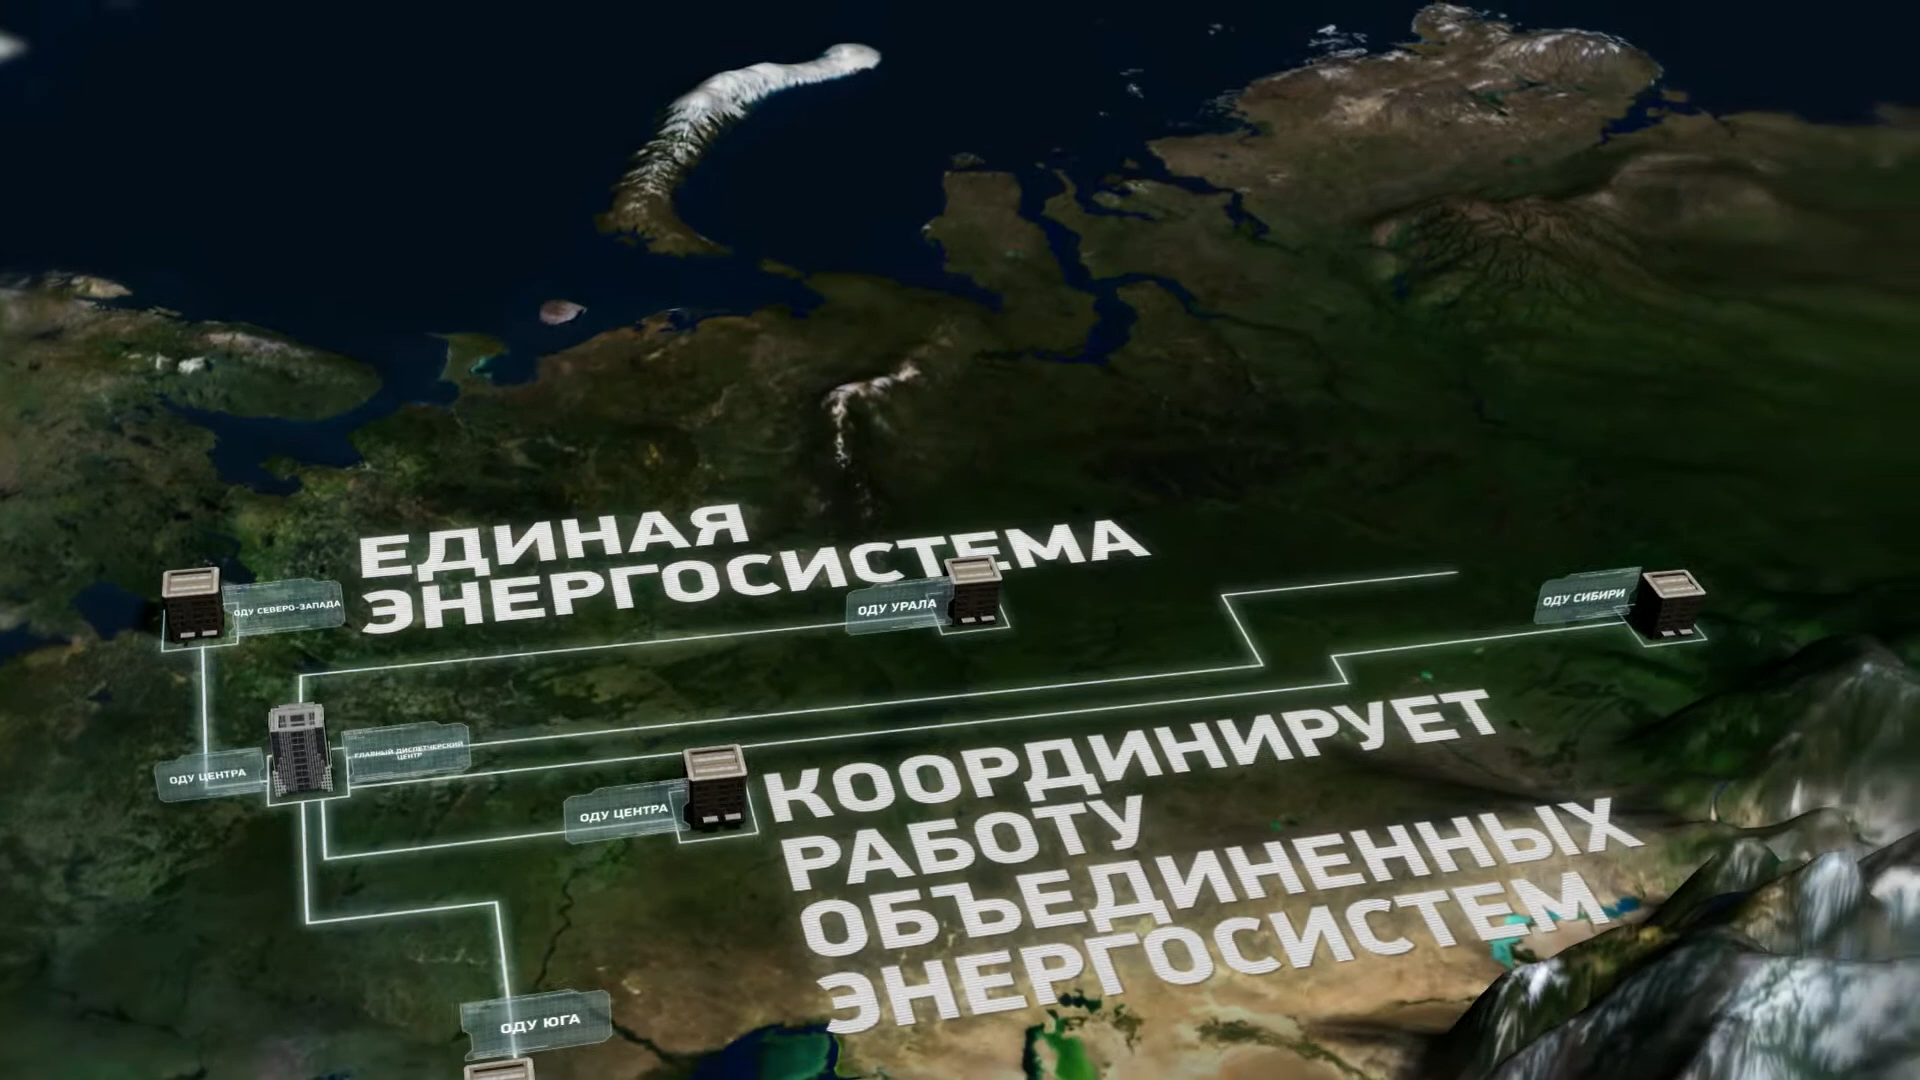 ЕДИНАЯ
ЭНЕРГОСИСТЕМА
ОДУ СЕВЕРО-ЗАПАДА
ОДУ УРАЛА
ОДУ СИБИРИ
ГЛАВНЫЙ ДИСПЕТЧЕРСКИЙ
ЦЕНТР
ОДУ ЦЕНТРА
ОДУ ЦЕНТРА
КООРДИНИРУЕТ
РАБОТУ
ОБЪЕДИНЕННЫХ
ЭНЕРГОСИСТЕМ
ОДУ ЮГА